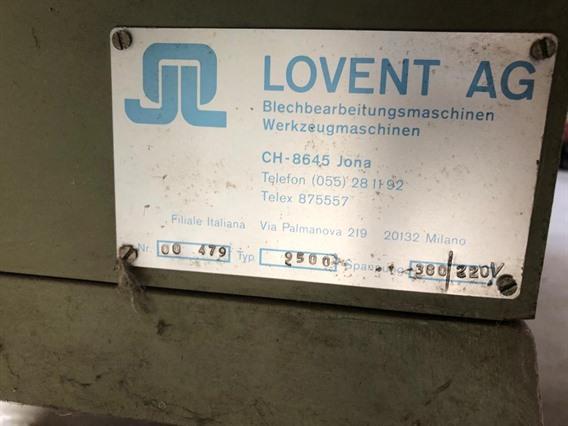 LOVENT AG
Blechbearbeitungsmaschinen
Werkzeugmaschinen
CH-8645 Jona
Telefon (055) 28 11 92
Telex 875557
Filiale Italiana Via Palmanova 219 20132 Milano
Nr. 00 479 Typ 9500 Spannung 380/220V